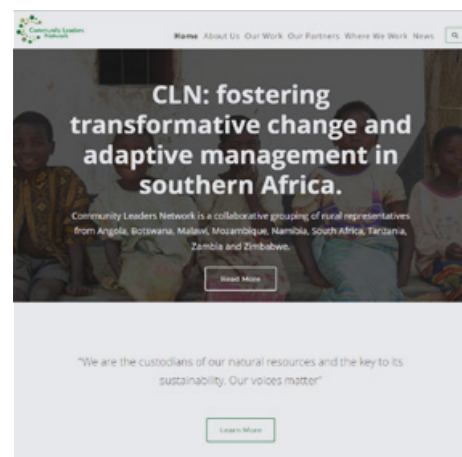 Community Leaders
Network
Home About Us Our Work Our Partners Where We Work News
CLN: fostering
transformative change and
adaptive management in
southern Africa.
Community Leaders Network is a collaborative grouping of rural representatives
from Angola, Botswana, Malawi, Mozambique, Namibia, South Africa, Tanzania,
Zambia and Zimbabwe.
Read More
"We are the custodians of our natural resources and the key to its
sustainability. Our voices matter"
Learn More